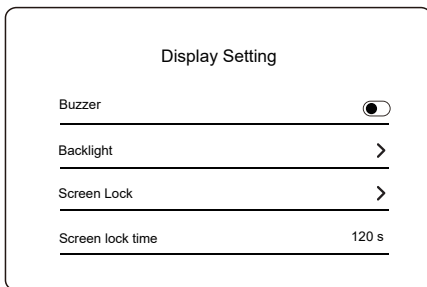 Display Setting
Buzzer
Backlight
Screen Lock
Screen lock time 120 s